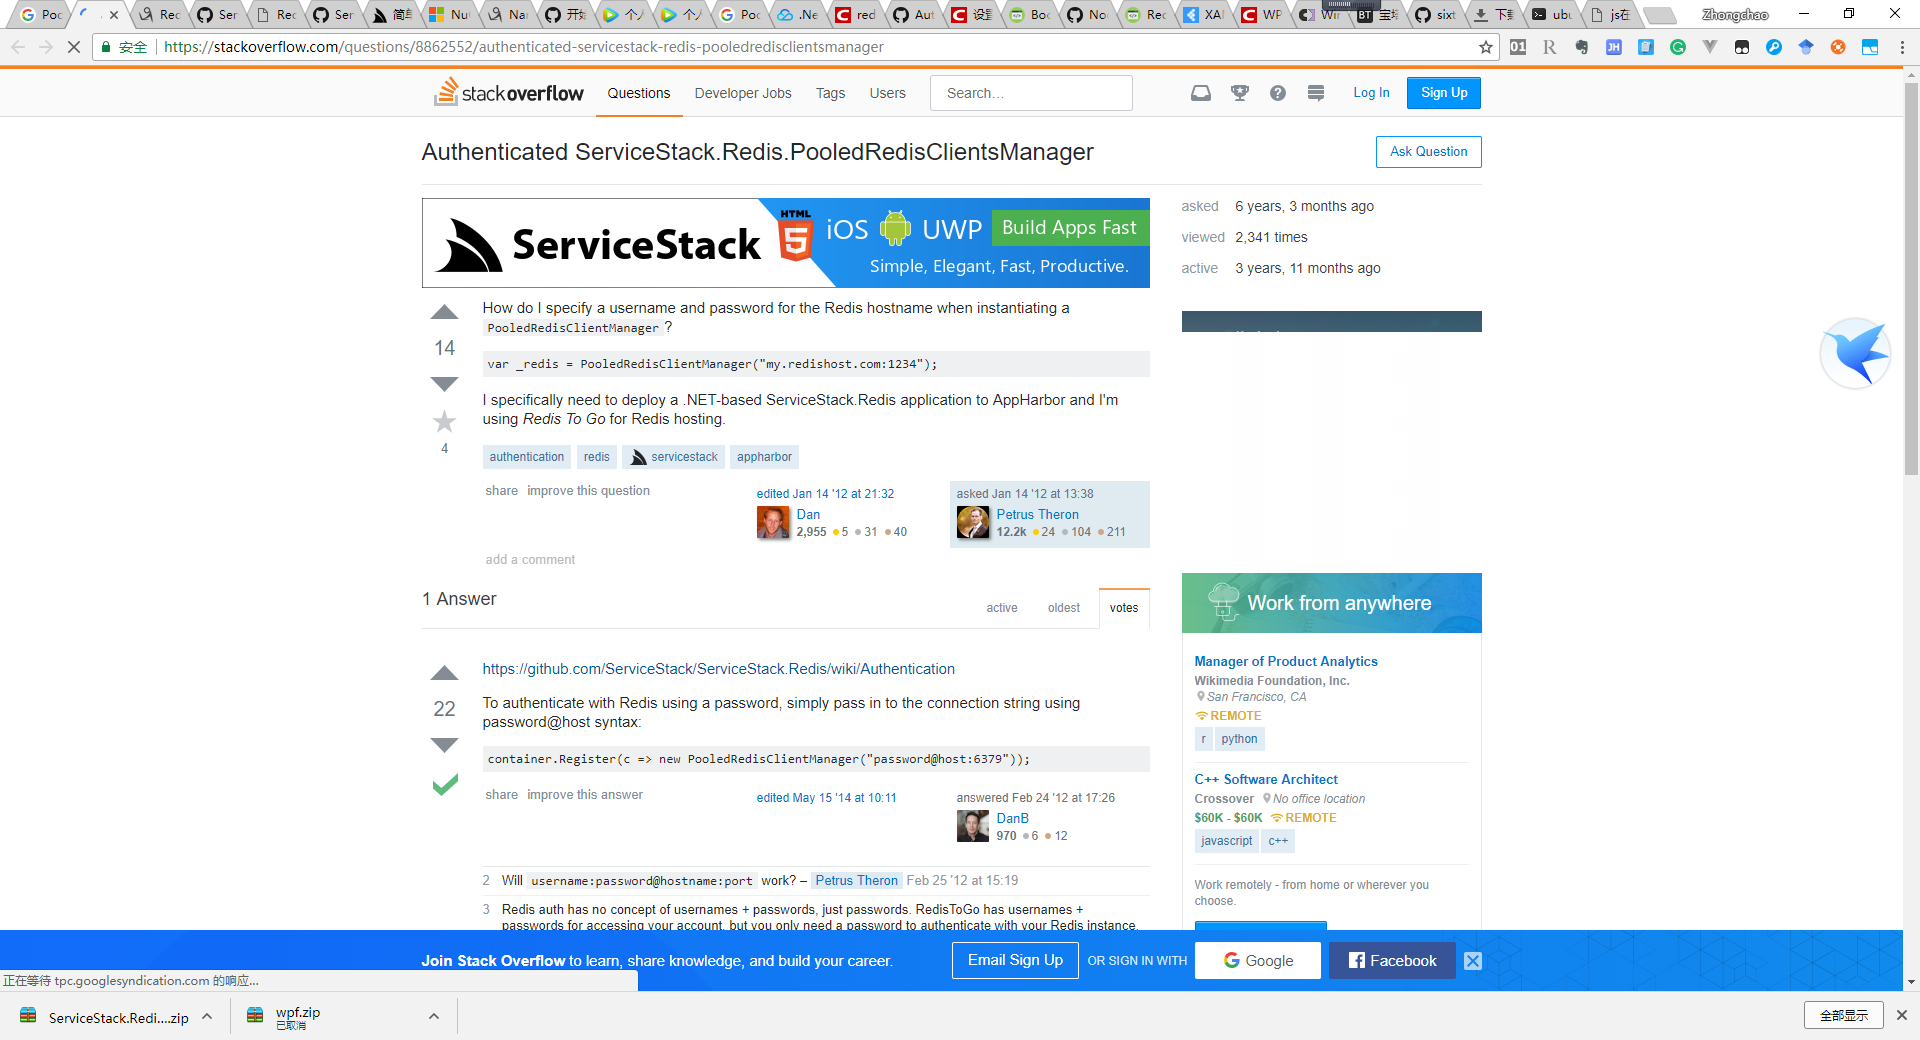 Poc
Rec
Ser
Rec
Ser
简单
Nu
Nar
开始
个人
个人
Poc
.Ne
red
Aut
设置
Boc
Noc
Rec
XAI
WP
Wir
宝塔
sixt
下载
ubu
js在
Zhongchao
安全
https://stackoverflow.com/questions/8862552/authenticated-servicestack-redis-pooledredisclientsmanager
stackoverflow
Questions
Developer Jobs
Tags
Users
Search...
Log In
Sign Up
Authenticated ServiceStack.Redis.PooledRedisClientsManager
Ask Question
ServiceStack
HTML
5
iOS
UWP
Build Apps Fast
Simple, Elegant, Fast, Productive.
asked 6 years, 3 months ago
viewed 2,341 times
active 3 years, 11 months ago
14
4
How do I specify a username and password for the Redis hostname when instantiating a
PooledRedisClientManager ?
var _redis = PooledRedisClientManager("my.redishost.com:1234");
I specifically need to deploy a .NET-based ServiceStack.Redis application to AppHarbor and I'm
using Redis To Go for Redis hosting.
authentication redis servicestack appharbor
share improve this question
edited Jan 14 '12 at 21:32
Dan
2,955 5 31 40
asked Jan 14 '12 at 13:38
Petrus Theron
12.2k 24 104 211
add a comment
1 Answer
active oldest votes
22
https://github.com/ServiceStack/ServiceStack.Redis/wiki/Authentication
To authenticate with Redis using a password, simply pass in to the connection string using
password@host syntax:
container.Register(c => new PooledRedisClientManager("password@host:6379"));
share improve this answer
edited May 15 '14 at 10:11
answered Feb 24 '12 at 17:26
DanB
970 6 12
2 Will username:password@hostname:port work? – Petrus Theron Feb 25 '12 at 15:19
3 Redis auth has no concept of usernames + passwords, just passwords. RedisToGo has usernames +
passwords for accessing your account, but you only need a password to authenticate with your Redis instance.
Work from anywhere
Manager of Product Analytics
Wikimedia Foundation, Inc.
San Francisco, CA
REMOTE
r python
C++ Software Architect
Crossover No office location
$60K - $60K REMOTE
javascript c++
Work remotely - from home or wherever you
choose.
Join Stack Overflow to learn, share knowledge, and build your career.
Email Sign Up
OR SIGN IN WITH
Google
Facebook
正在等待 tpc.googlesyndication.com 的响应...
ServiceStack.Redi....zip
wpf.zip
已取消
全部显示